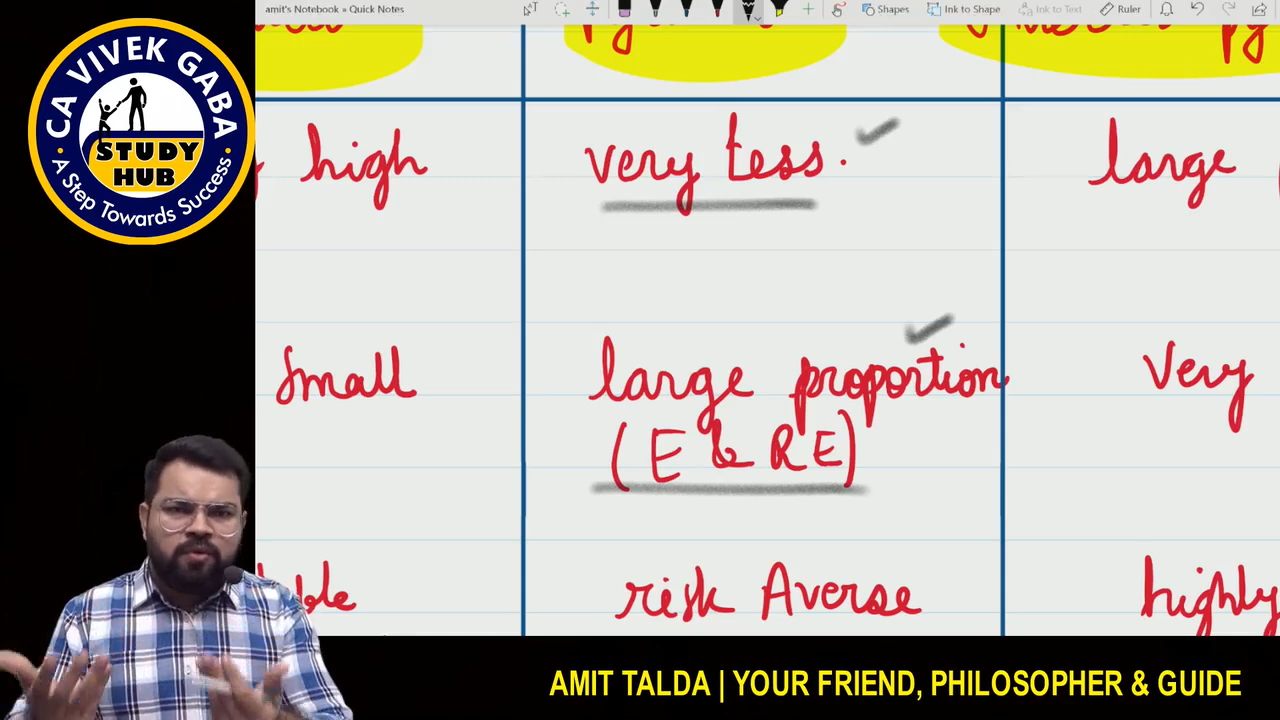 amit's Notebook » Quick Notes
Shapes
Ink to Shape
Ink to Text
Ruler
CA VIVEK GABA
STUDY
HUB
A Step Towards Success
high
very less.
large
small
large proportion
(E & RE)
Very
risk Averse
highly
AMIT TALDA | YOUR FRIEND, PHILOSOPHER & GUIDE